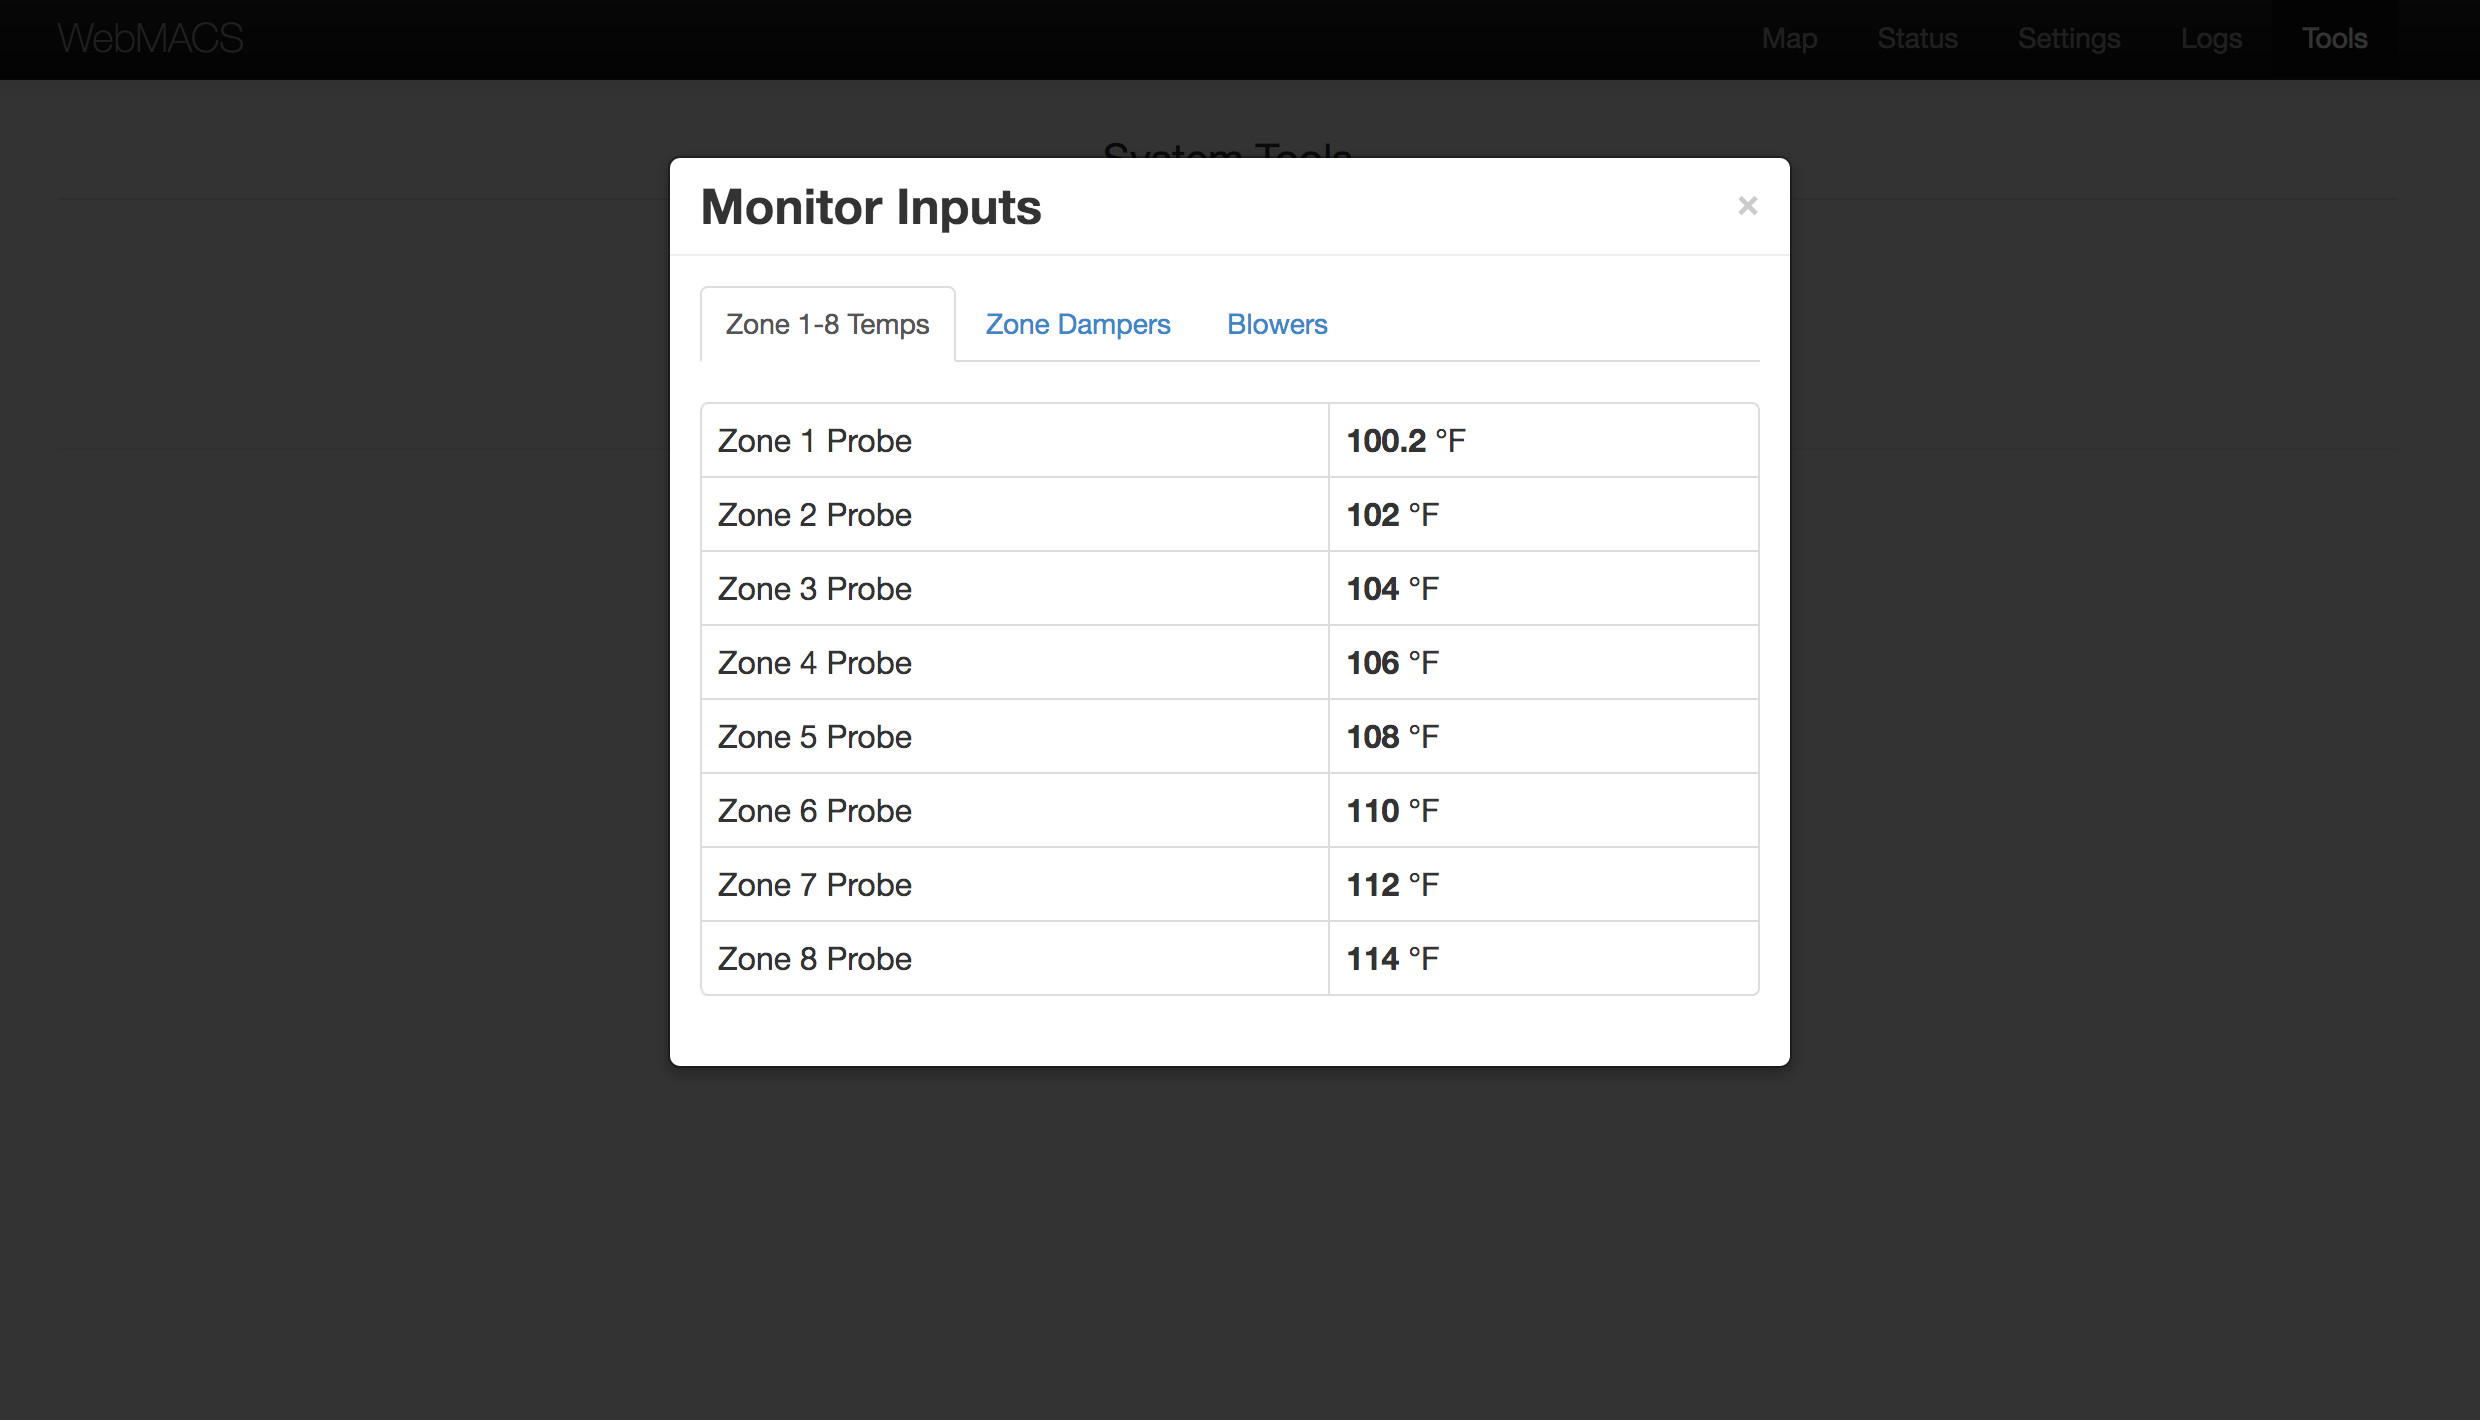 WebMACS
Map Status Settings Logs Tools
System Tools
Monitor Inputs ×
Zone 1-8 Temps Zone Dampers Blowers
Zone 1 Probe 100.2 °F
Zone 2 Probe 102 °F
Zone 3 Probe 104 °F
Zone 4 Probe 106 °F
Zone 5 Probe 108 °F
Zone 6 Probe 110 °F
Zone 7 Probe 112 °F
Zone 8 Probe 114 °F